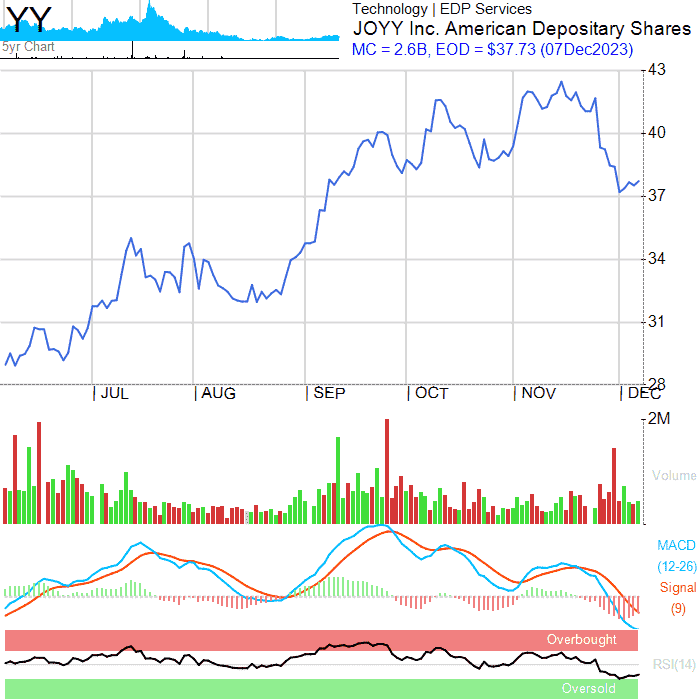 YY
5yr Chart
Technology | EDP Services
JOYY Inc. American Depositary Shares
MC = 2.6B, EOD = $37.73 (07Dec2023)
43
40
37
34
31
28
JUL AUG SEP OCT NOV DEC
2M
Volume
MACD
(12-26)
Signal
(9)
Overbought
RSI(14)
Oversold